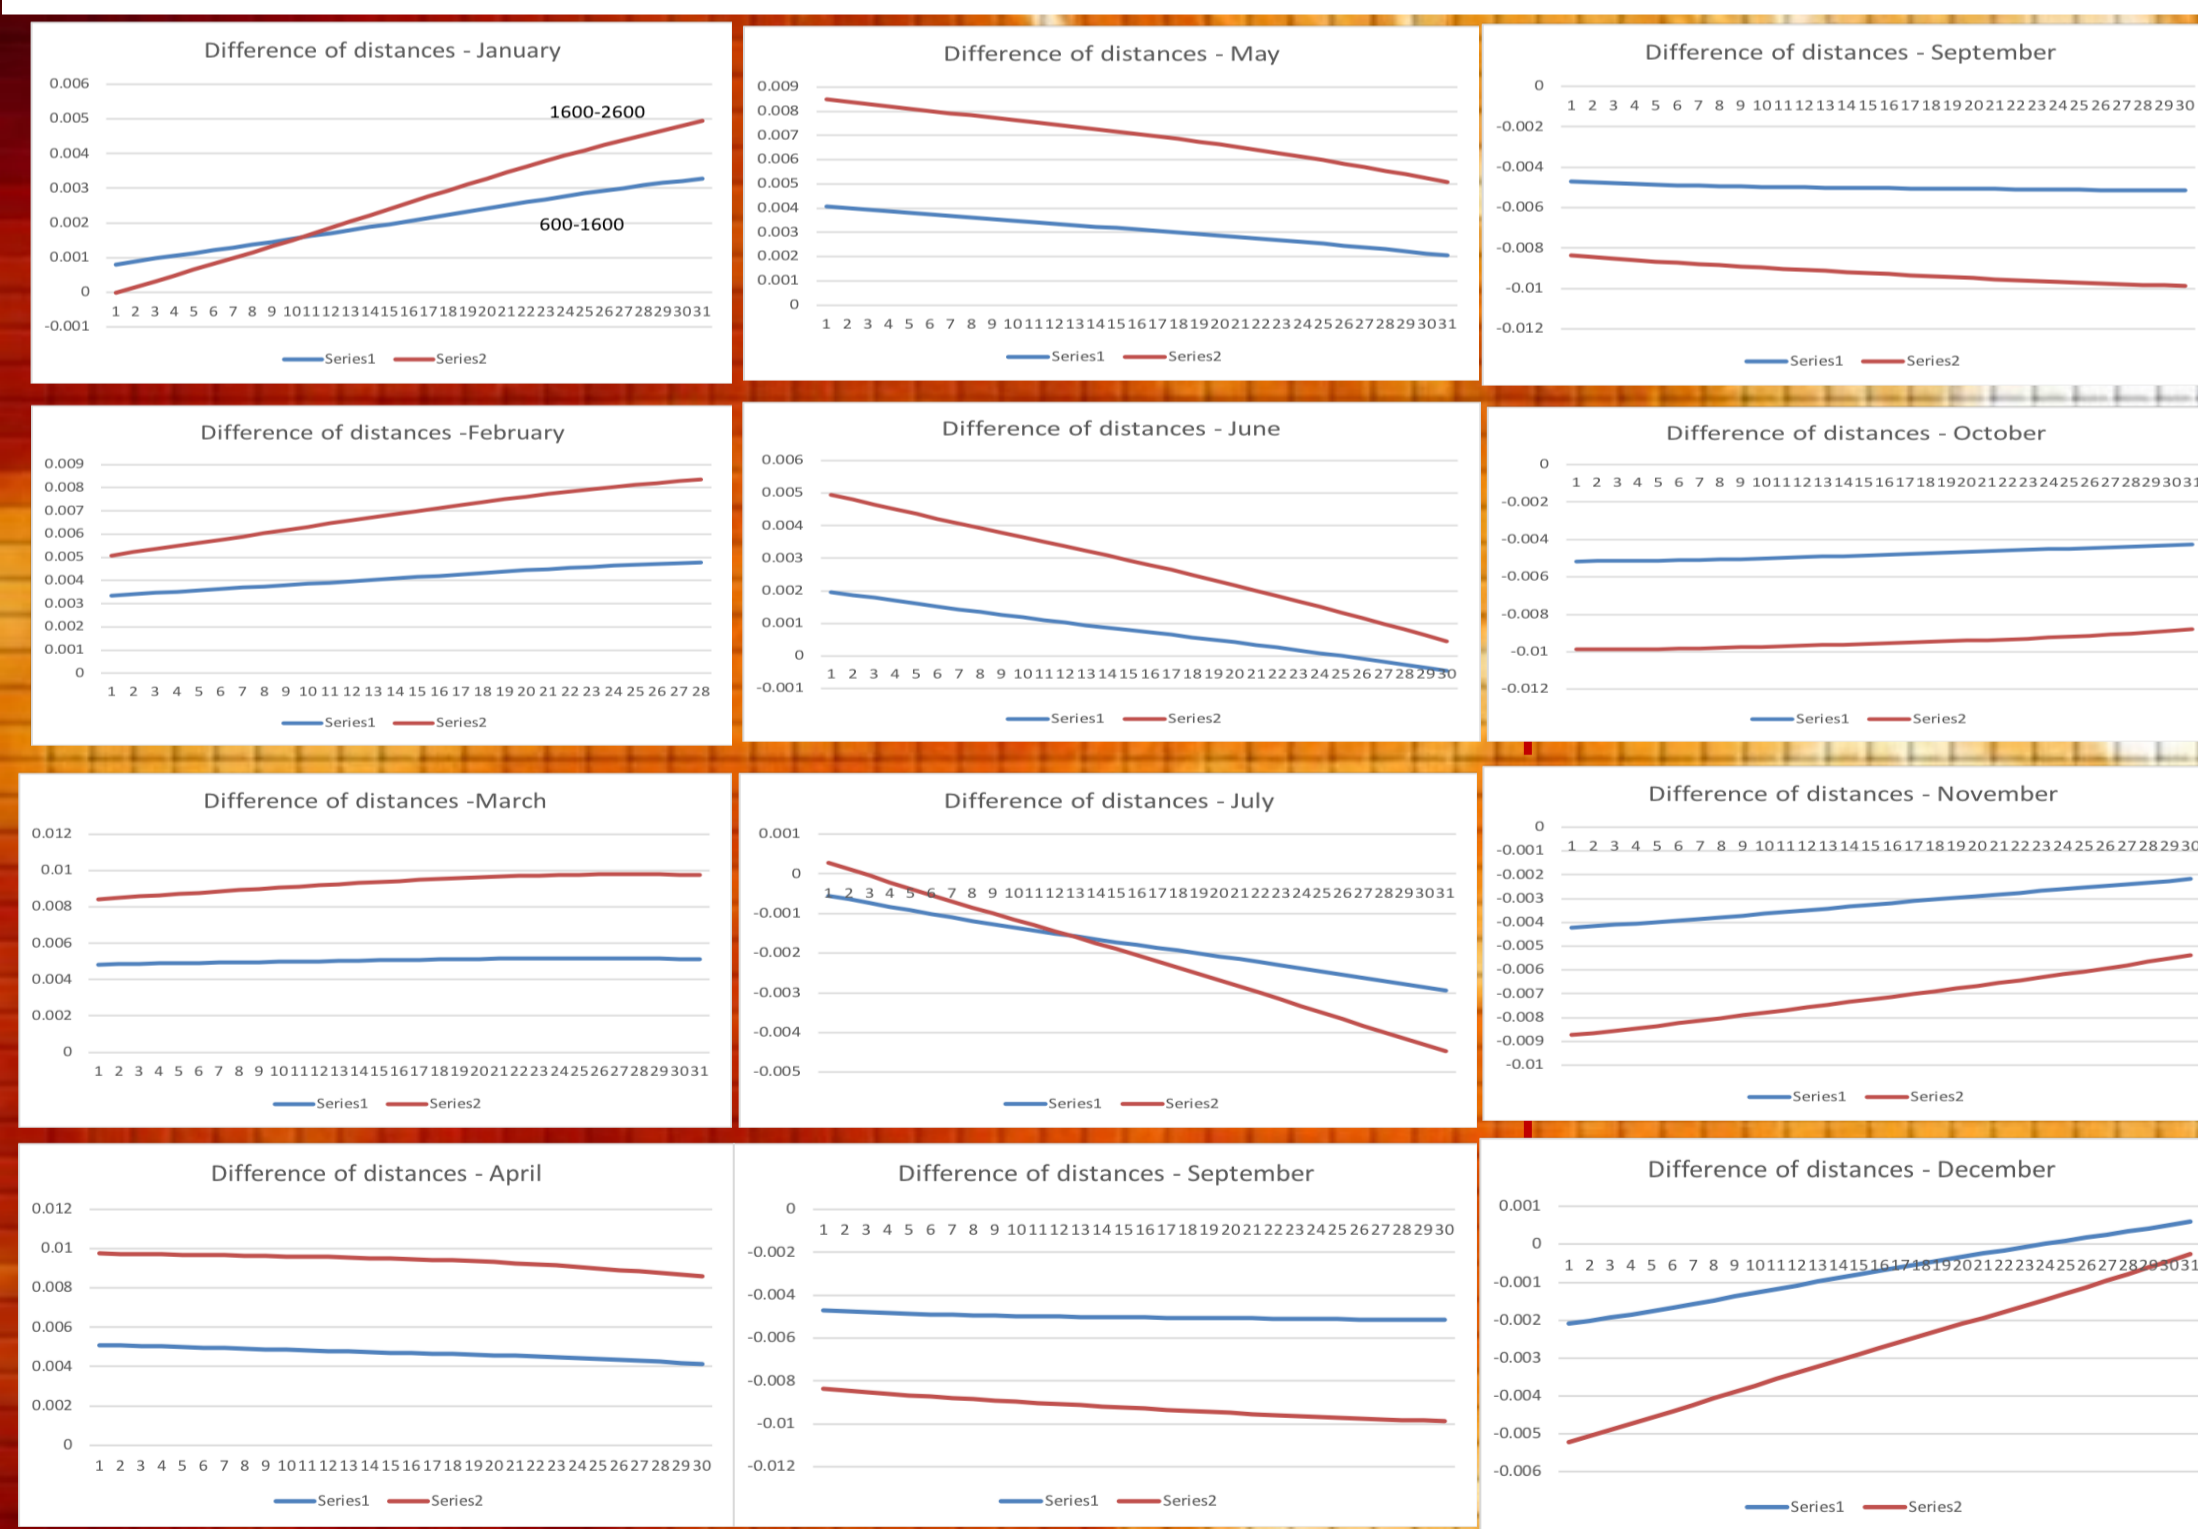 Difference of distances - January
0.006
1600-2600
0.005
0.004
0.003
600-1600
0.002
0.001
0
1 2 3 4 5 6 7 8 9 10 11 12 13 14 15 16 17 18 19 20 21 22 23 24 25 26 27 28 29 30 31
-0.001
Series1 Series2
Difference of distances -February
0.009
0.008
0.007
0.006
0.005
0.004
0.003
0.002
0.001
0
1 2 3 4 5 6 7 8 9 10 11 12 13 14 15 16 17 18 19 20 21 22 23 24 25 26 27 28
Series1 Series2
Difference of distances -March
0.012
0.01
0.008
0.006
0.004
0.002
0
1 2 3 4 5 6 7 8 9 10 11 12 13 14 15 16 17 18 19 20 21 22 23 24 25 26 27 28 29 30 31
Series1 Series2
Difference of distances - April
0.012
0.01
0.008
0.006
0.004
0.002
0
1 2 3 4 5 6 7 8 9 10 11 12 13 14 15 16 17 18 19 20 21 22 23 24 25 26 27 28 29 30
Series1 Series2
Difference of distances - May
0.009
0.008
0.007
0.006
0.005
0.004
0.003
0.002
0.001
0
1 2 3 4 5 6 7 8 9 10 11 12 13 14 15 16 17 18 19 20 21 22 23 24 25 26 27 28 29 30 31
Series1 Series2
Difference of distances - June
0.006
0.005
0.004
0.003
0.002
0.001
0
1 2 3 4 5 6 7 8 9 10 11 12 13 14 15 16 17 18 19 20 21 22 23 24 25 26 27 28 29 30
-0.001
Series1 Series2
Difference of distances - July
0.001
0
1 2 3 4 5 6 7 8 9 10 11 12 13 14 15 16 17 18 19 20 21 22 23 24 25 26 27 28 29 30 31
-0.001
-0.002
-0.003
-0.004
-0.005
Series1 Series2
Difference of distances - September
0
1 2 3 4 5 6 7 8 9 10 11 12 13 14 15 16 17 18 19 20 21 22 23 24 25 26 27 28 29 30
-0.002
-0.004
-0.006
-0.008
-0.01
-0.012
Series1 Series2
Difference of distances - September
0
1 2 3 4 5 6 7 8 9 10 11 12 13 14 15 16 17 18 19 20 21 22 23 24 25 26 27 28 29 30
-0.002
-0.004
-0.006
-0.008
-0.01
-0.012
Series1 Series2
Difference of distances - October
0
1 2 3 4 5 6 7 8 9 10 11 12 13 14 15 16 17 18 19 20 21 22 23 24 25 26 27 28 29 30 31
-0.002
-0.004
-0.006
-0.008
-0.01
-0.012
Series1 Series2
Difference of distances - November
0
1 2 3 4 5 6 7 8 9 10 11 12 13 14 15 16 17 18 19 20 21 22 23 24 25 26 27 28 29 30
-0.001
-0.002
-0.003
-0.004
-0.005
-0.006
-0.007
-0.008
-0.009
-0.01
Series1 Series2
Difference of distances - December
0.001
0
1 2 3 4 5 6 7 8 9 10 11 12 13 14 15 16 17 18 19 20 21 22 23 24 25 26 27 28 29 30 31
-0.001
-0.002
-0.003
-0.004
-0.005
-0.006
Series1 Series2